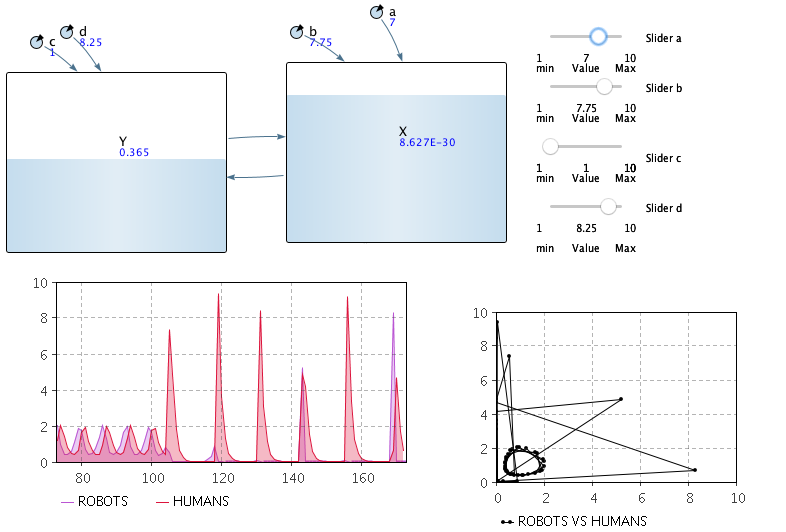 c
1
d
8.25
b
7.75
a
7
Y
0.365
X
8.627E-30
Slider a
1 7 10
min Value Max
Slider b
1 7.75 10
min Value Max
Slider c
1 1 10
min Value Max
Slider d
1 8.25 10
min Value Max
10
8
6
4
2
0
80 100 120 140 160
ROBOTS HUMANS
10
8
6
4
2
0
0 2 4 6 8 10
ROBOTS VS HUMANS